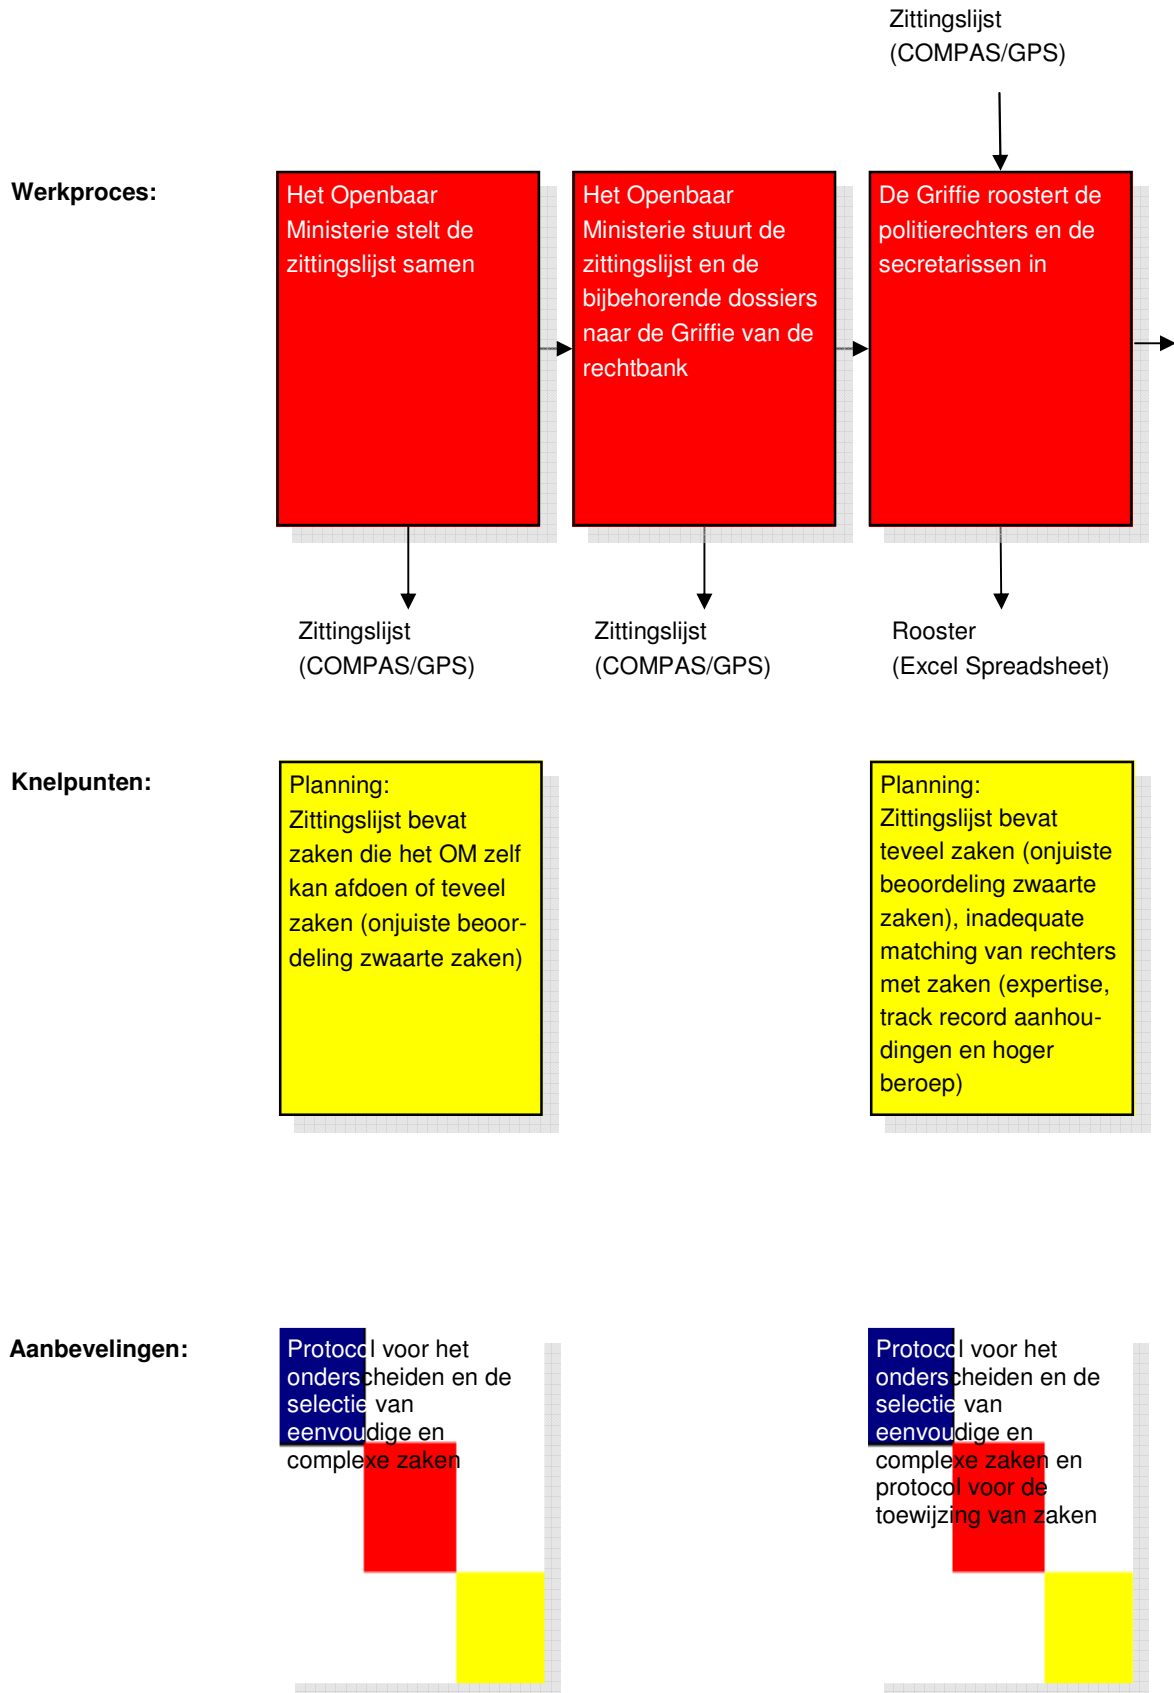 Zittingslijst
(COMPAS/GPS)
Werkproces:
Het Openbaar
Ministerie stelt de
zittingslijst samen
Het Openbaar
Ministerie stuurt de
zittingslijst en de
bijbehorende dossiers
naar de Griffie van de
rechtbank
De Griffie roostert de
politierechters en de
secretarissen in
Zittingslijst
(COMPAS/GPS)
Zittingslijst
(COMPAS/GPS)
Rooster
(Excel Spreadsheet)
Knelpunten:
Planning:
Zittingslijst bevat
zaken die het OM zelf
kan afdoen of teveel
zaken (onjuiste beoor-
deling zwaarte zaken)
Planning:
Zittingslijst bevat
teveel zaken (onjuiste
beoordeling zwaarte
zaken), inadequate
matching van rechters
met zaken (expertise,
track record aanhou-
dingen en hoger
beroep)
Aanbevelingen:
Protocol voor het
onderscheiden en de
selectie van
eenvoudige en
complexe zaken
Protocol voor het
onderscheiden en de
selectie van
eenvoudige en
complexe zaken en
protocol voor de
toewijzing van zaken